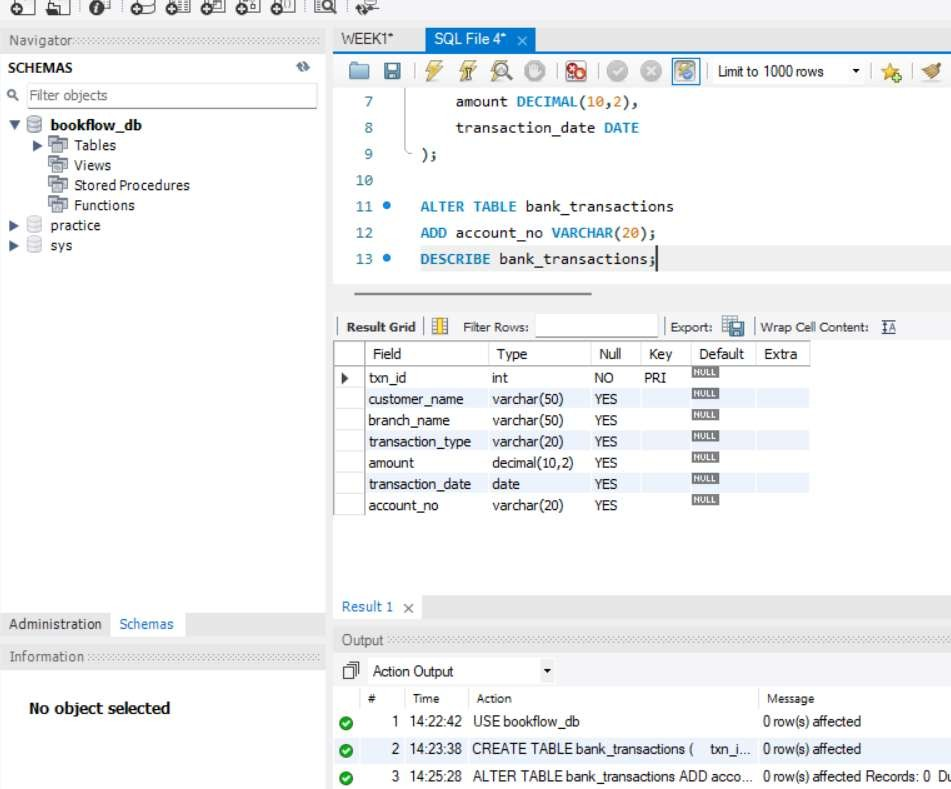 Navigator
WEEK1* SQL File 4*
SCHEMAS
Limit to 1000 rows
Filter objects
bookflow_db
Tables
Views
Stored Procedures
Functions
practice
sys
7 amount DECIMAL(10,2),
8 transaction_date DATE
9 );
10
11 ALTER TABLE bank_transactions
12 ADD account_no VARCHAR(20);
13 DESCRIBE bank_transactions;
Result Grid Filter Rows: Export: Wrap Cell Content: IA
Field Type Null Key Default Extra
txn_id int NO PRI NULL
customer_name varchar(50) YES NULL
branch_name varchar(50) YES NULL
transaction_type varchar(20) YES NULL
amount decimal(10,2) YES NULL
transaction_date date YES NULL
account_no varchar(20) YES NULL
Result 1
Administration Schemas
Information
No object selected
Output
Action Output
# Time Action Message
1 14:22:42 USE bookflow_db 0 row(s) affected
2 14:23:38 CREATE TABLE bank_transactions ( txn_i... 0 row(s) affected
3 14:25:28 ALTER TABLE bank_transactions ADD acco... 0 row(s) affected Records: 0 Du